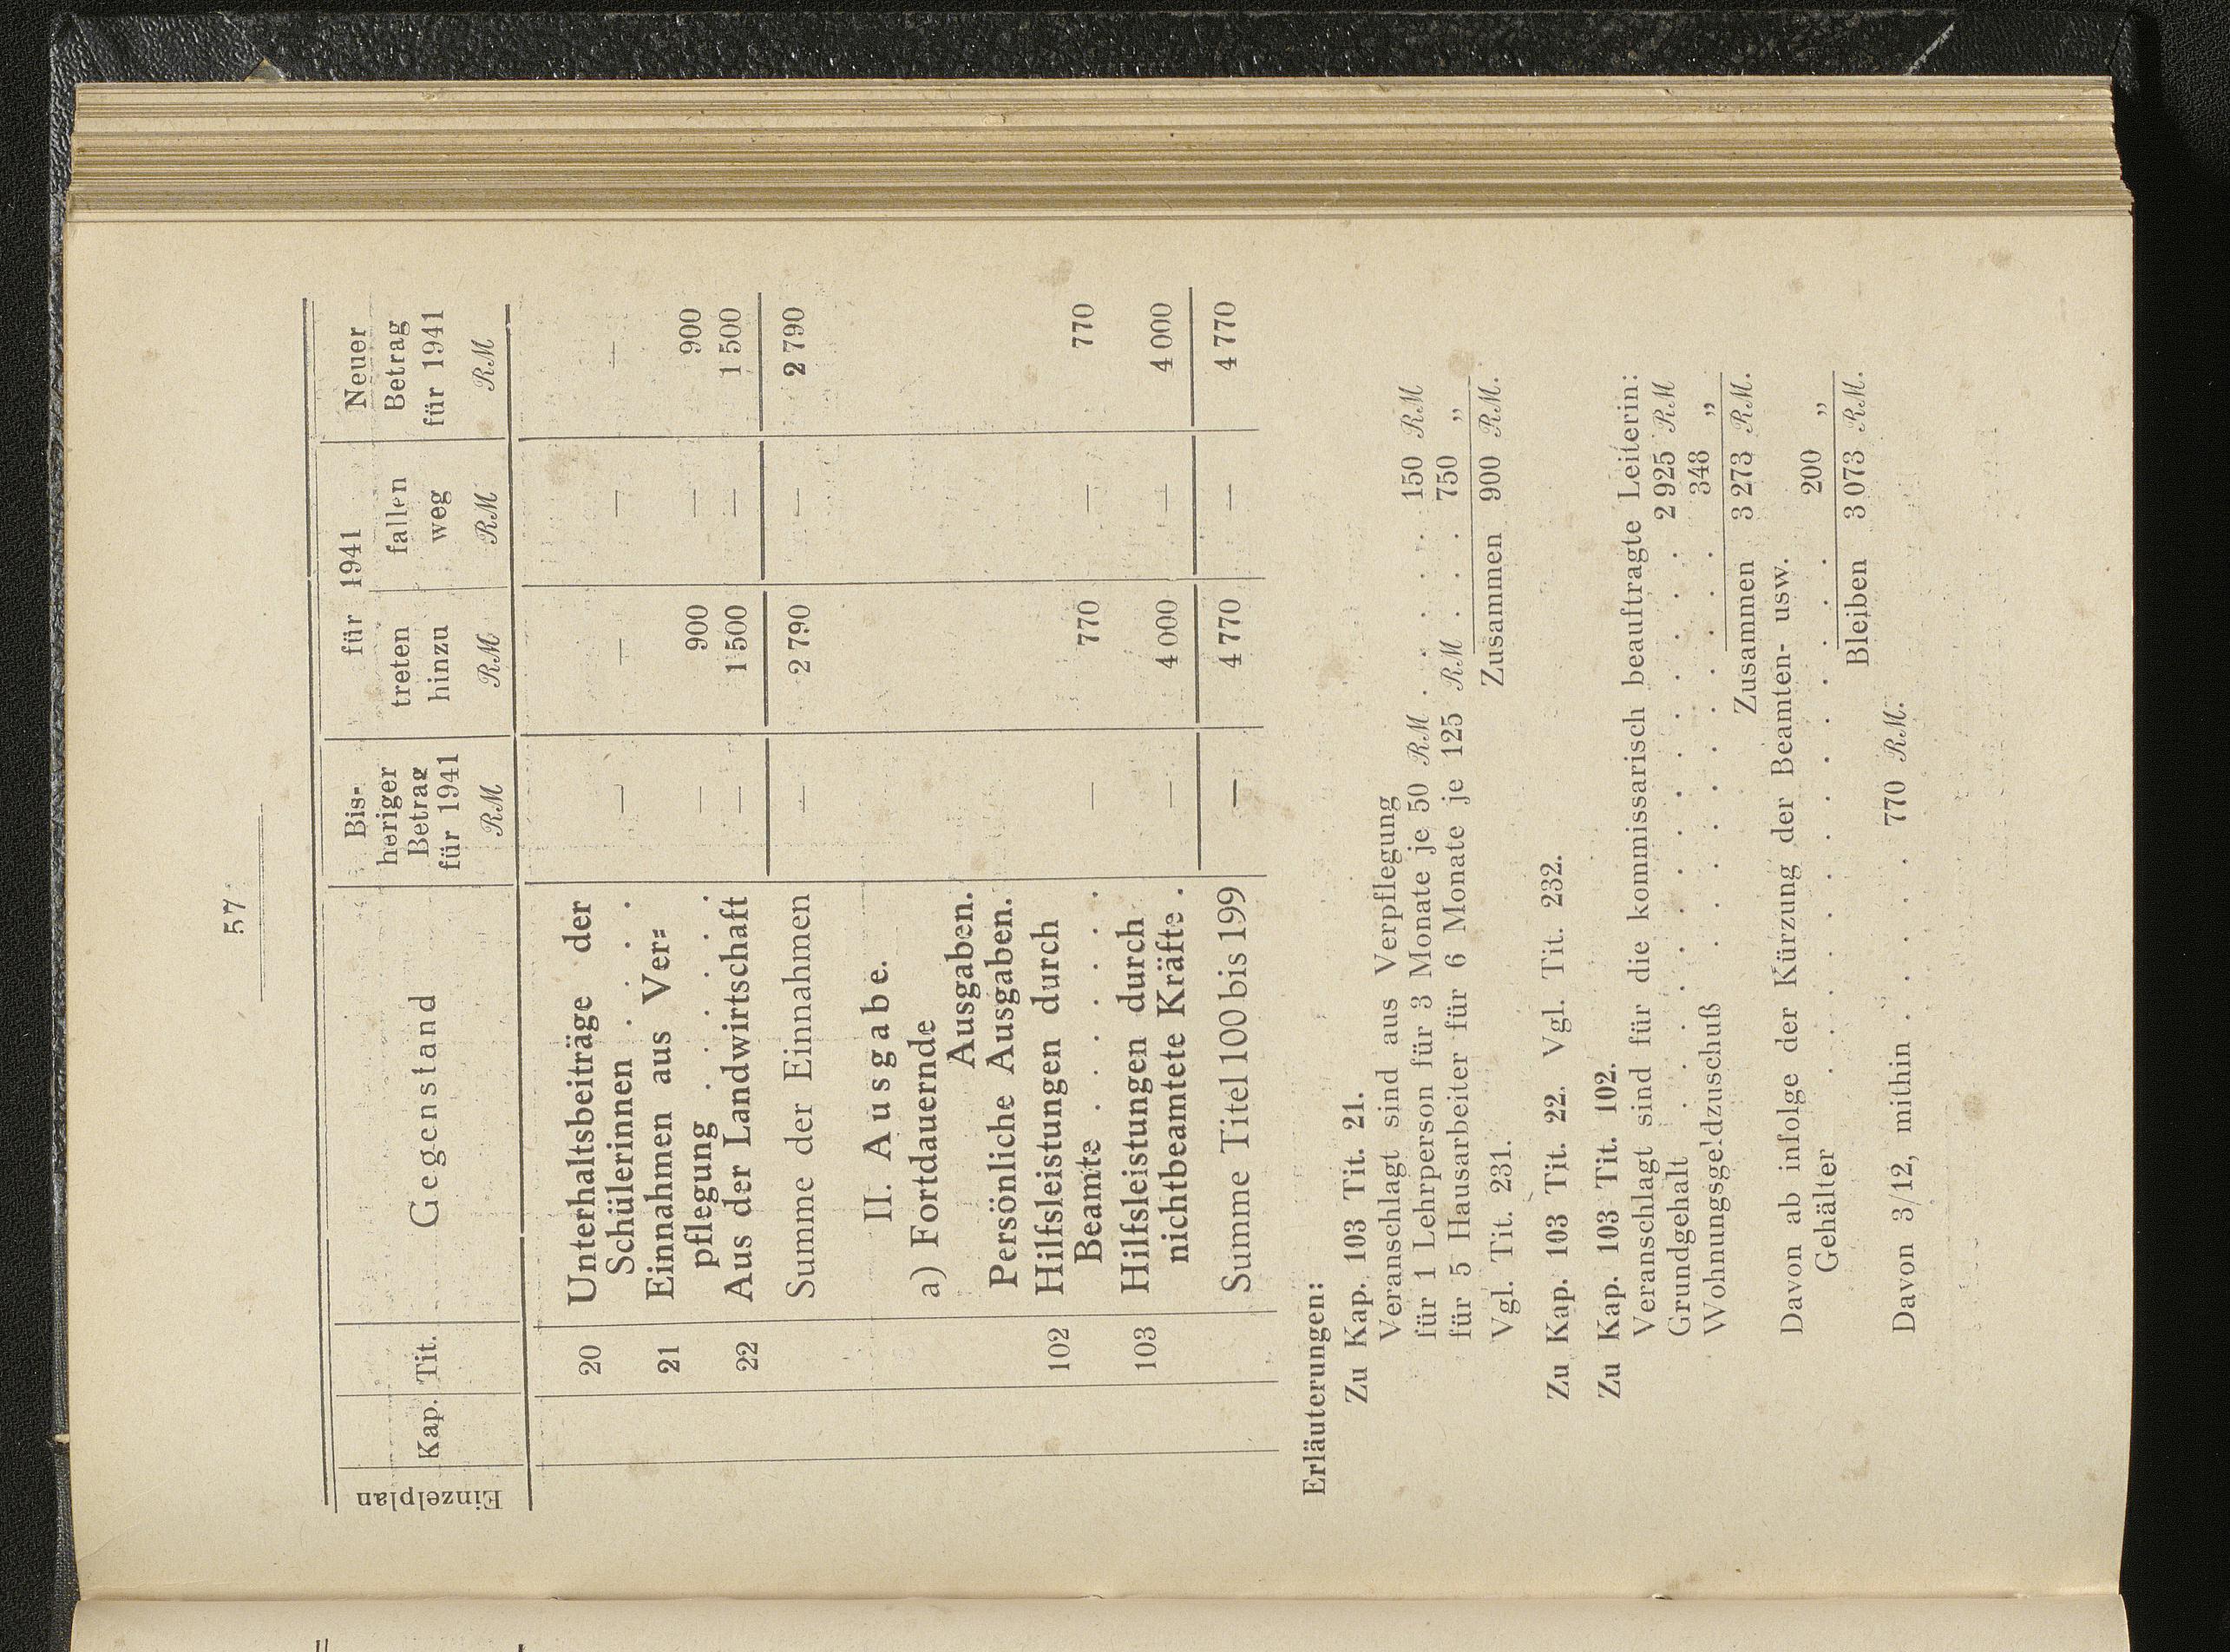 57
Einzelplan Kap. Tit. Gegenstand Bis- heriger Betrag für 1941 RM für 1941 treten hinzu RM fallen weg RM Neuer Betrag für 1941 RM
20 Unterhaltsbeiträge der
Schülerinnen . . . . — — — —
21 Einnahmen aus Ver-
pflegung . . . . . . — 900 — 900
22 Aus der Landwirtschaft — 1 500 — 1 500
Summe der Einnahmen — 2 790 — 2 790
II. Ausgabe.
a) Fortdauernde
Ausgaben.
Persönliche Ausgaben.
102 Hilfsleistungen durch
Beamte . . . . . . — 770 — 770
103 Hilfsleistungen durch
nichtbeamtete Kräfte . — 4 000 — 4 000
Summe Titel 100 bis 199 — 4 770 — 4 770
Erläuterungen:
Zu Kap. 103 Tit. 21.
Veranschlagt sind aus Verpflegung
für 1 Lehrperson für 3 Monate je 50 RM . . . . . 150 RM
für 5 Hausarbeiter für 6 Monate je 125 RM . . . 750 „
Zusammen 900 RM.
Vgl. Tit. 231.
Zu Kap. 103 Tit. 22. Vgl. Tit. 232.
Zu Kap. 103 Tit. 102.
Veranschlagt sind für die kommissarisch beauftragte Leiterin:
Grundgehalt . . . . . . . . . . . . . . . 2 925 RM
Wohnungsgeldzuschuß . . . . . . . . . . 348 „
Zusammen 3 273 RM.
Davon ab infolge der Kürzung der Beamten- usw.
Gehälter . . . . . . . . . . . . . . 200 „
Bleiben 3 073 RM.
Davon 3/12, mithin . . . . . 770 RM.